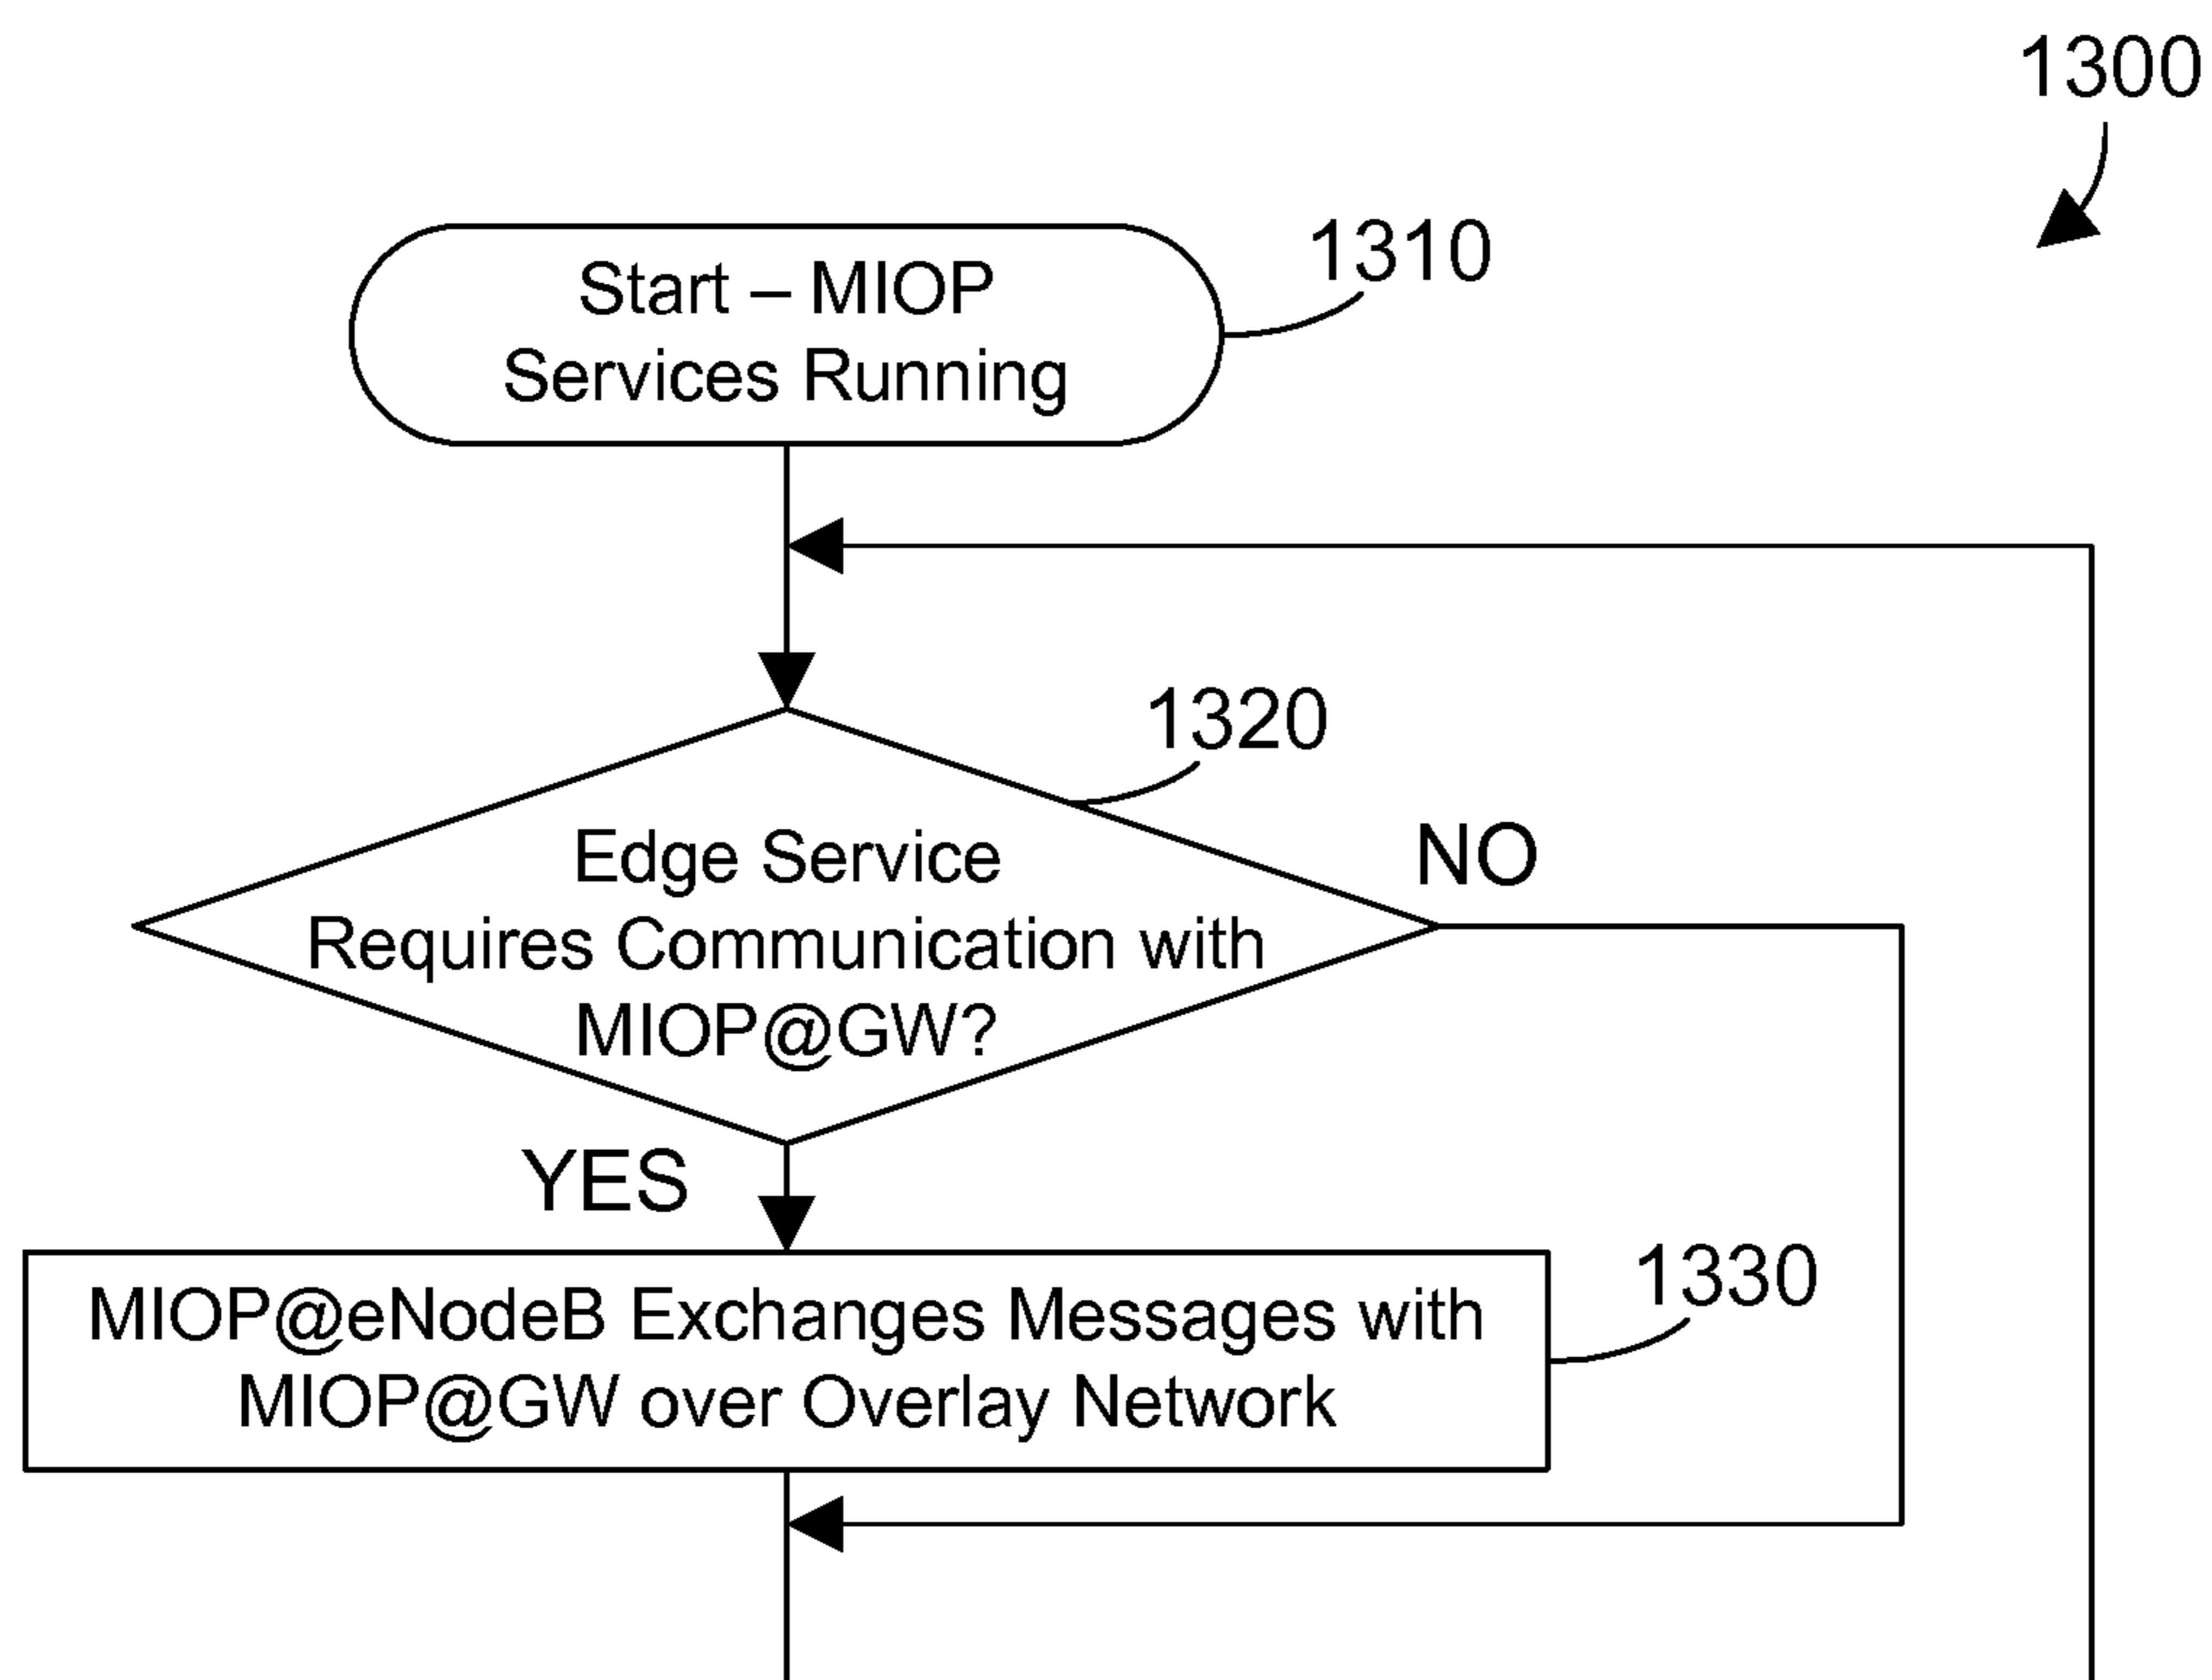 1300
1310
Start – MIOP
Services Running
1320
Edge Service
Requires Communication with
MIOP@GW?
NO
YES
1330
MIOP@eNodeB Exchanges Messages with
MIOP@GW over Overlay Network